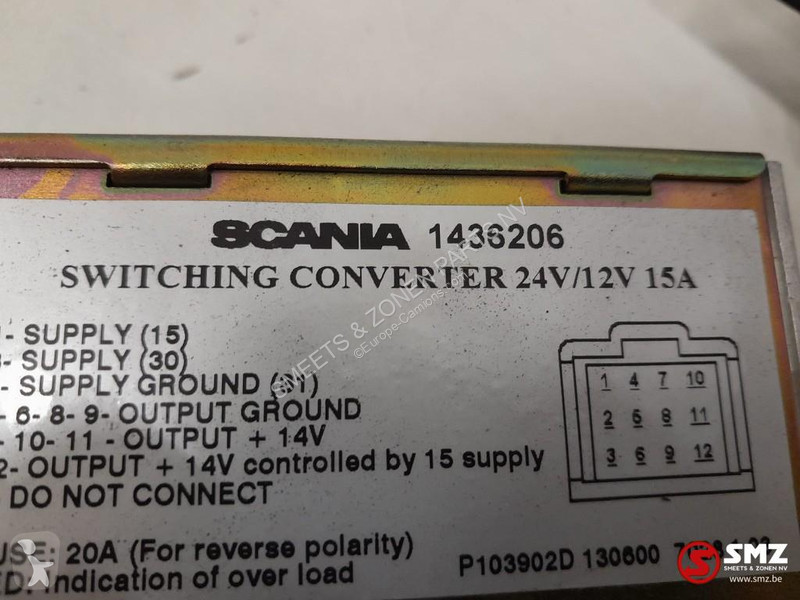 SCANIA 1436206
SWITCHING CONVERTER 24V/12V 15A
- SUPPLY (15)
- SUPPLY (30)
- SUPPLY GROUND (31)
- 6- 8- 9- OUTPUT GROUND
- 10- 11 - OUTPUT + 14V
2- OUTPUT + 14V controlled by 15 supply
- DO NOT CONNECT
1 4 7 10
2 5 8 11
3 6 9 12
USE: 20A (For reverse polarity)
ED: Indication of over load
P103902D 130600
SMEETS & ZONEN PARTS NV
©Europe-Camions.com
SMZ
SMEETS & ZONEN NV
www.smz.be